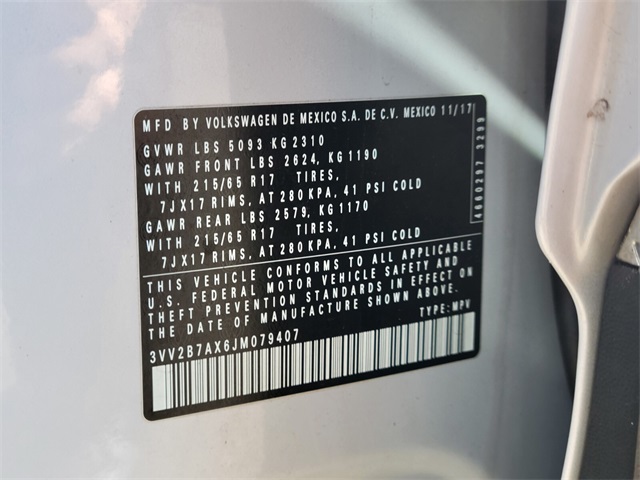 MFD BY VOLKSWAGEN DE MEXICO S.A. DE C.V. MEXICO 11/17
GVWR LBS 5093 KG 2310
GAWR FRONT LBS 2624, KG 1190
WITH 215/65 R17 TIRES,
7JX17 RIMS, AT 280 KPA, 41 PSI COLD
GAWR REAR LBS 2579, KG 1170
WITH 215/65 R17 TIRES,
7JX17 RIMS, AT 280 KPA, 41 PSI COLD
THIS VEHICLE CONFORMS TO ALL APPLICABLE
U.S. FEDERAL MOTOR VEHICLE SAFETY AND
THEFT PREVENTION STANDARDS IN EFFECT ON
DATE OF MANUFACTURE SHOWN ABOVE.
TYPE: MPV
3VV2B7AX6JM079407
4660297 3299